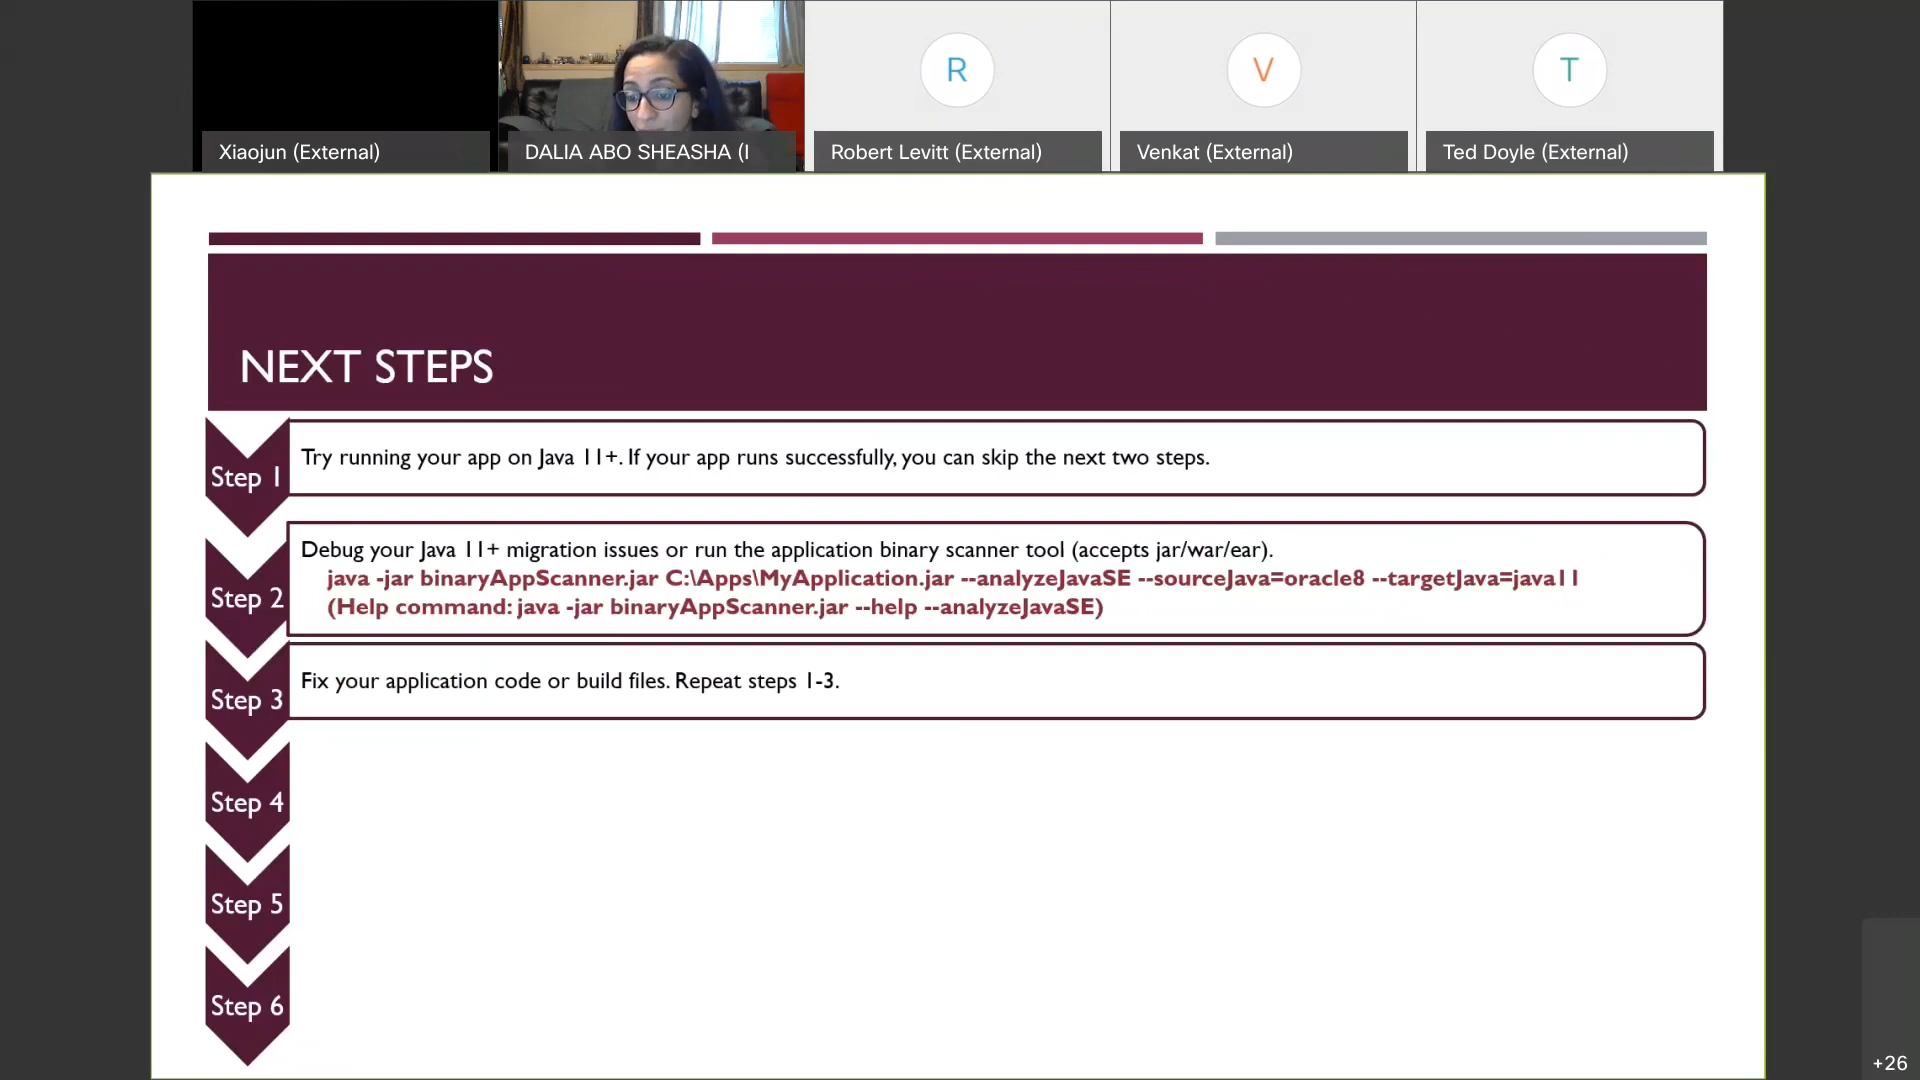 R
V
T
Xiaojun (External)
DALIA ABO SHEASHA (I
Robert Levitt (External)
Venkat (External)
Ted Doyle (External)
NEXT STEPS
Step 1
Try running your app on Java 11+. If your app runs successfully, you can skip the next two steps.
Step 2
Debug your Java 11+ migration issues or run the application binary scanner tool (accepts jar/war/ear).
java -jar binaryAppScanner.jar C:\Apps\MyApplication.jar --analyzeJavaSE --sourceJava=oracle8 --targetJava=java11
(Help command: java -jar binaryAppScanner.jar --help --analyzeJavaSE)
Step 3
Fix your application code or build files. Repeat steps 1-3.
Step 4
Step 5
Step 6
+26